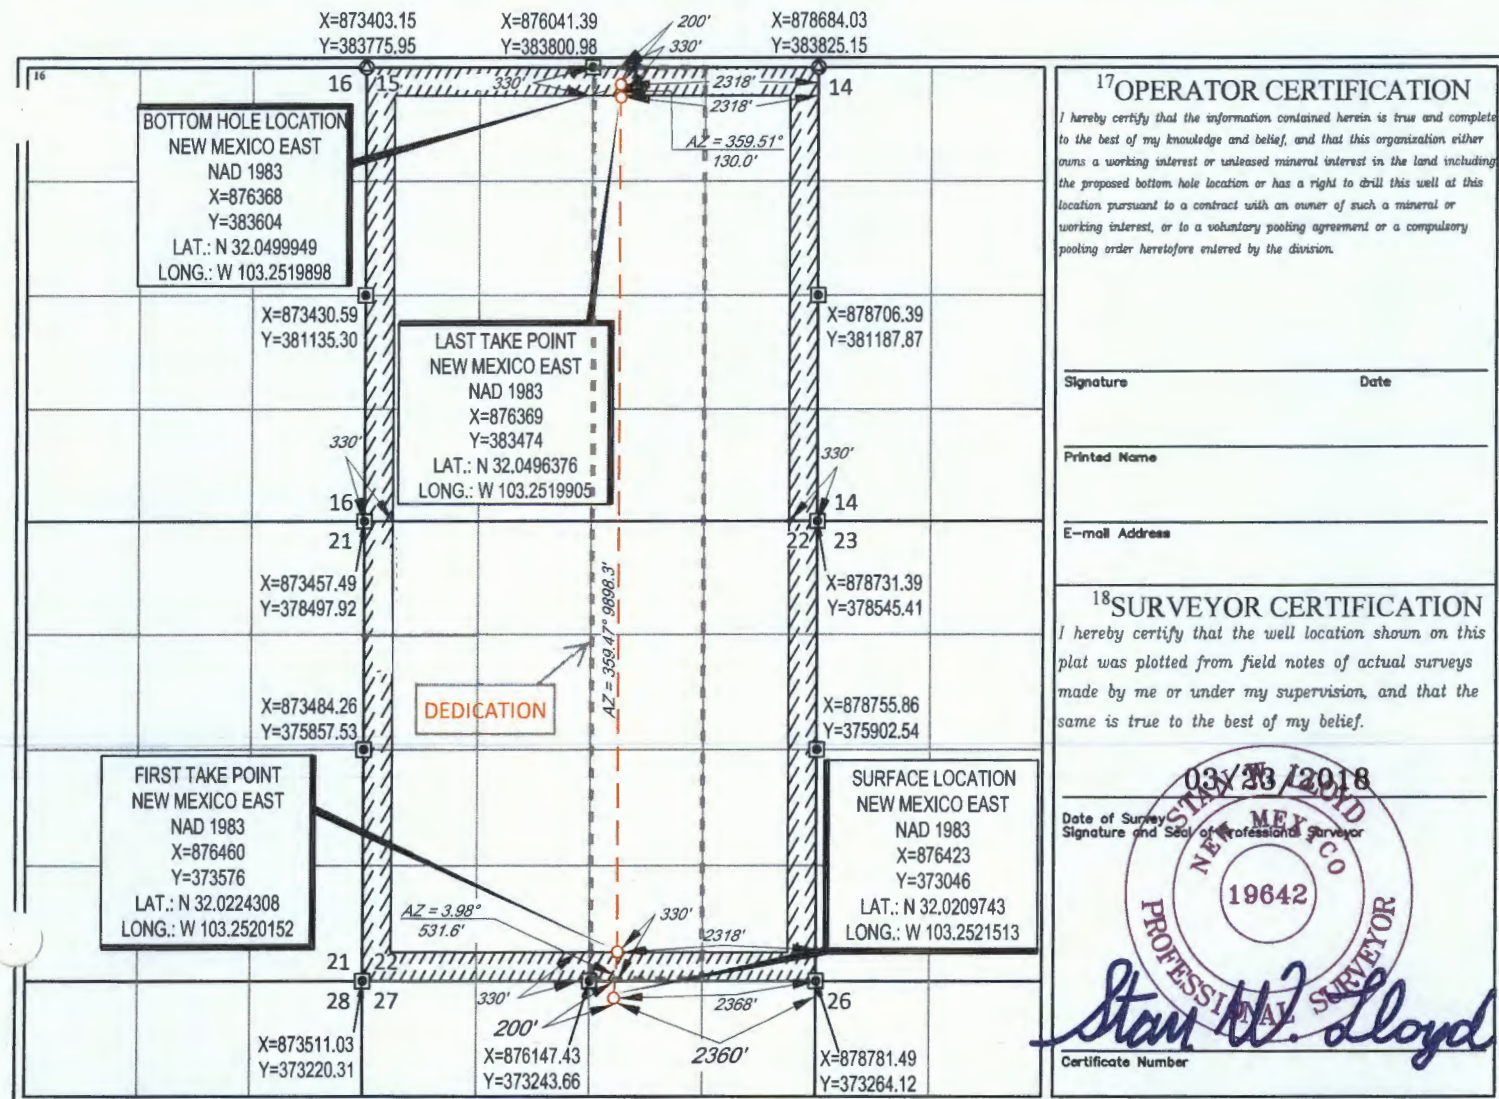 X=873403.15
Y=383775.95
X=876041.39
Y=383800.98
200'
330'
X=878684.03
Y=383825.15
16
16
15
330'
2318'
14
2318'
AZ = 359.51°
130.0'
BOTTOM HOLE LOCATION
NEW MEXICO EAST
NAD 1983
X=876368
Y=383604
LAT.: N 32.0499949
LONG.: W 103.2519898
X=873430.59
Y=381135.30
X=878706.39
Y=381187.87
LAST TAKE POINT
NEW MEXICO EAST
NAD 1983
X=876369
Y=383474
LAT.: N 32.0496376
LONG.: W 103.2519905
330'
330'
16
14
21
22
23
X=873457.49
Y=378497.92
X=878731.39
Y=378545.41
AZ = 359.47° 9898.3'
DEDICATION
X=873484.26
Y=375857.53
X=878755.86
Y=375902.54
FIRST TAKE POINT
NEW MEXICO EAST
NAD 1983
X=876460
Y=373576
LAT.: N 32.0224308
LONG.: W 103.2520152
SURFACE LOCATION
NEW MEXICO EAST
NAD 1983
X=876423
Y=373046
LAT.: N 32.0209743
LONG.: W 103.2521513
AZ = 3.98°
531.6'
330'
2318'
21
22
28
27
330'
2368'
26
200'
2360'
X=873511.03
Y=373220.31
X=876147.43
Y=373243.66
X=878781.49
Y=373264.12
17 OPERATOR CERTIFICATION
I hereby certify that the information contained herein is true and complete
to the best of my knowledge and belief, and that this organization either
owns a working interest or unleased mineral interest in the land including
the proposed bottom hole location or has a right to drill this well at this
location pursuant to a contract with an owner of such a mineral or
working interest, or to a voluntary pooling agreement or a compulsory
pooling order heretofore entered by the division.
Signature Date
Printed Name
E-mail Address
18 SURVEYOR CERTIFICATION
I hereby certify that the well location shown on this
plat was plotted from field notes of actual surveys
made by me or under my supervision, and that the
same is true to the best of my belief.
03/23/2018
Date of Survey
Signature and Seal of Professional Surveyor
STAN W. LLOYD
NEW MEXICO
19642
PROFESSIONAL SURVEYOR
Stan W. Lloyd
Certificate Number